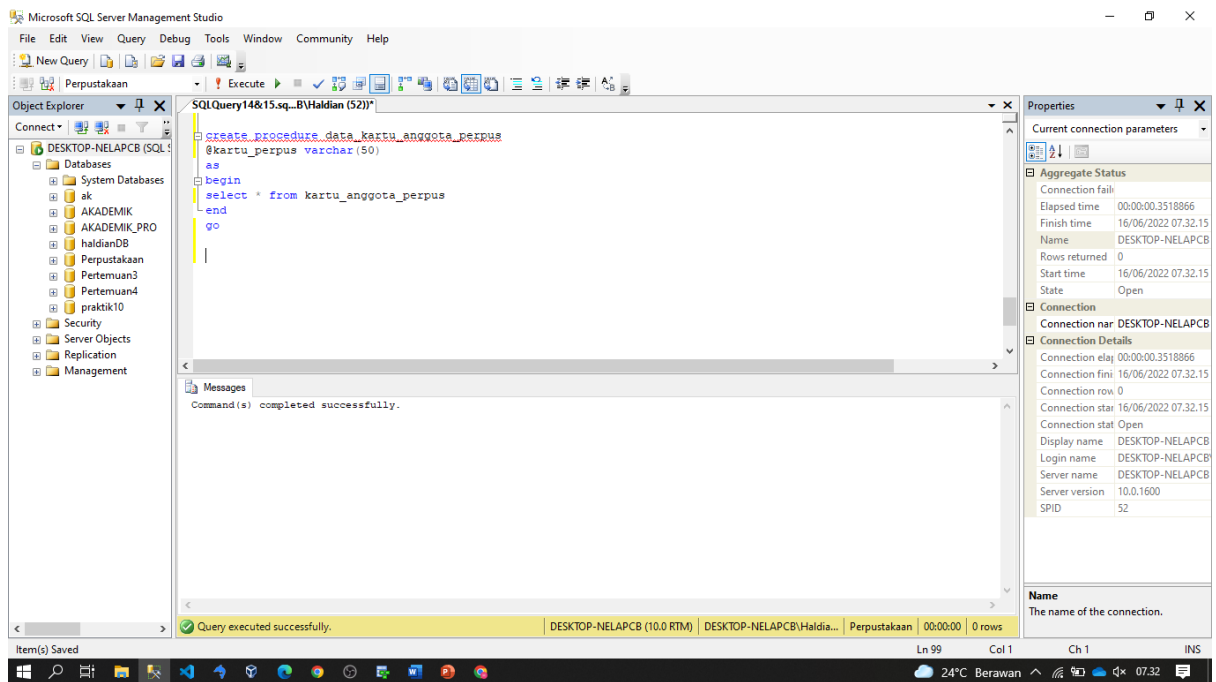 Microsoft SQL Server Management Studio
File Edit View Query Debug Tools Window Community Help
New Query
Perpustakaan Execute
Object Explorer
SQLQuery14&15.sq...B\Haldian (52))*
Properties
Connect
Current connection parameters
DESKTOP-NELAPCB (SQL S
Databases
System Databases
ak
AKADEMIK
AKADEMIK_PRO
haldianDB
Perpustakaan
Pertemuan3
Pertemuan4
praktik10
Security
Server Objects
Replication
Management
create procedure data_kartu_anggota_perpus
@kartu_perpus varchar(50)
as
begin
select * from kartu_anggota_perpus
end
go
Messages
Command(s) completed successfully.
Aggregate Status
Connection failu
Elapsed time 00:00:00.3518866
Finish time 16/06/2022 07.32.15
Name DESKTOP-NELAPCB
Rows returned 0
Start time 16/06/2022 07.32.15
State Open
Connection
Connection nar DESKTOP-NELAPCB
Connection Details
Connection elap 00:00:00.3518866
Connection fini 16/06/2022 07.32.15
Connection row 0
Connection star 16/06/2022 07.32.15
Connection stat Open
Display name DESKTOP-NELAPCB
Login name DESKTOP-NELAPCB\
Server name DESKTOP-NELAPCB
Server version 10.0.1600
SPID 52
Name
The name of the connection.
Query executed successfully. DESKTOP-NELAPCB (10.0 RTM) DESKTOP-NELAPCB\Haldia... Perpustakaan 00:00:00 0 rows
Item(s) Saved Ln 99 Col 1 Ch 1 INS
24°C Berawan 07.32